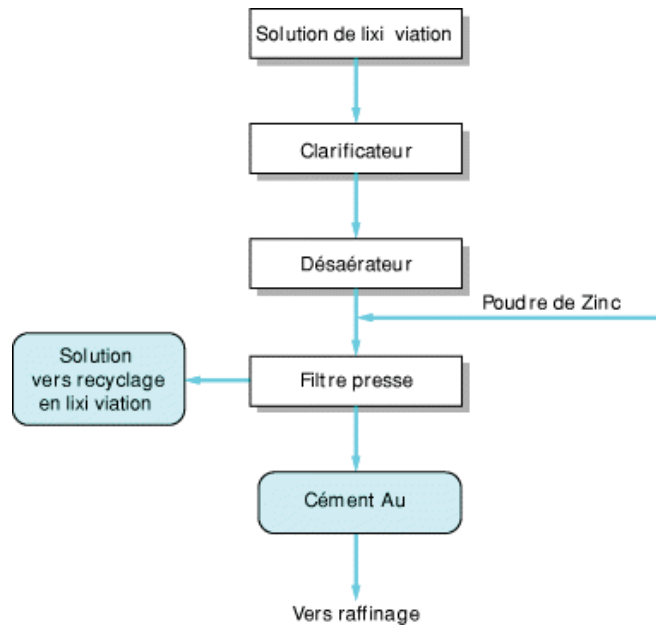 Solution de lixi viation
Clarificateur
Désaérateur
Poudre de Zinc
Solution
vers recyclage
en lixi viation
Filtre presse
Cément Au
Vers raffinage